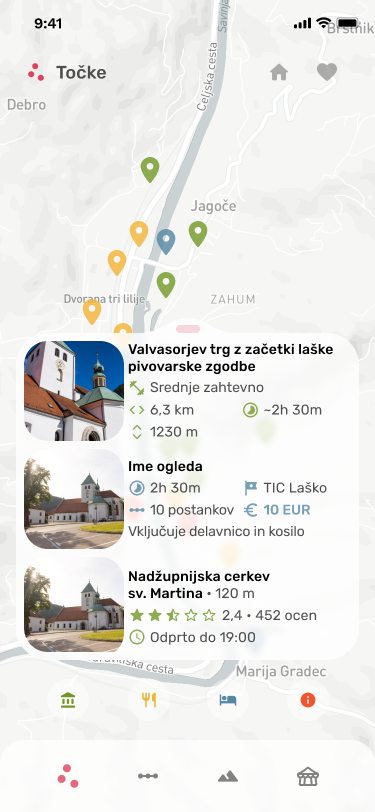 9:41
Brstnik
Savinja
Točke
Celjska cesta
Debro
Jagoče
Dvorana tri lilije
ZAHUM
Valvasorjev trg z začetki laške
pivovarske zgodbe
Srednje zahtevno
6,3 km
~2h 30m
1230 m
Ime ogleda
2h 30m
TIC Laško
10 postankov
10 EUR
Vključuje delavnico in kosilo
Nadžupnijska cerkev
sv. Martina • 120 m
2,4 • 452 ocen
Odprto do 19:00
cesta
Marija Gradec